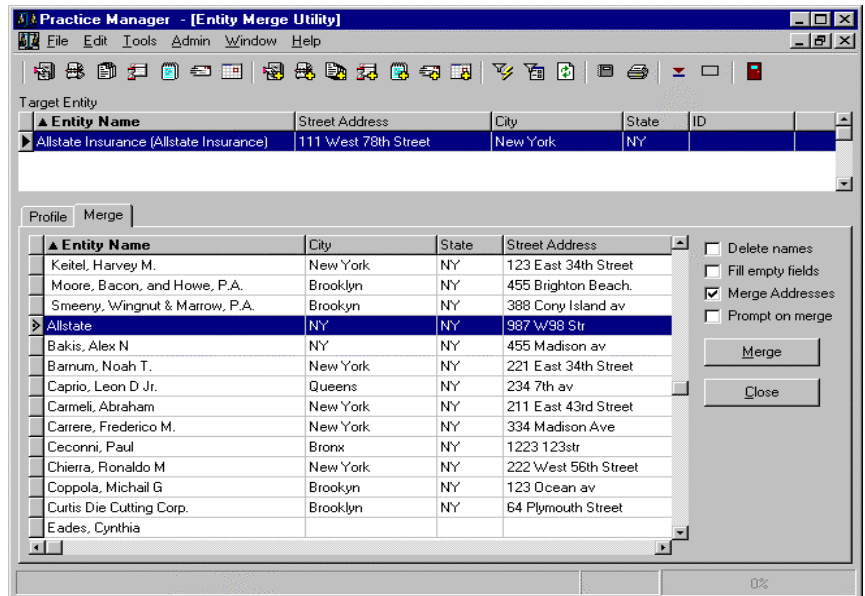 Practice Manager - [Entity Merge Utility]
File Edit Tools Admin Window Help
Target Entity
▲ Entity Name Street Address City State ID
Allstate Insurance (Allstate Insurance) 111 West 78th Street New York NY
Profile Merge
▲ Entity Name City State Street Address
Keitel, Harvey M. New York NY 123 East 34th Street
Moore, Bacon, and Howe, P.A. Brooklyn NY 455 Brighton Beach.
Smeeny, Wingnut & Marrow, P.A. Brookyn NY 388 Cony Island av
Allstate NY NY 987 W98 Str
Bakis, Alex N NY NY 455 Madison av
Barnum, Noah T. New York NY 221 East 34th Street
Caprio, Leon D Jr. Queens NY 234 7th av
Carmeli, Abraham New York NY 211 East 43rd Street
Carrere, Frederico M. New York NY 334 Madison Ave
Ceconni, Paul Bronx NY 1223 123str
Chierra, Ronaldo M New York NY 222 West 56th Street
Coppola, Michail G Brookyn NY 123 Ocean av
Curtis Die Cutting Corp. Brooklyn NY 64 Plymouth Street
Eades, Cynthia
Delete names
Fill empty fields
Merge Addresses
Prompt on merge
Merge
Close
0%